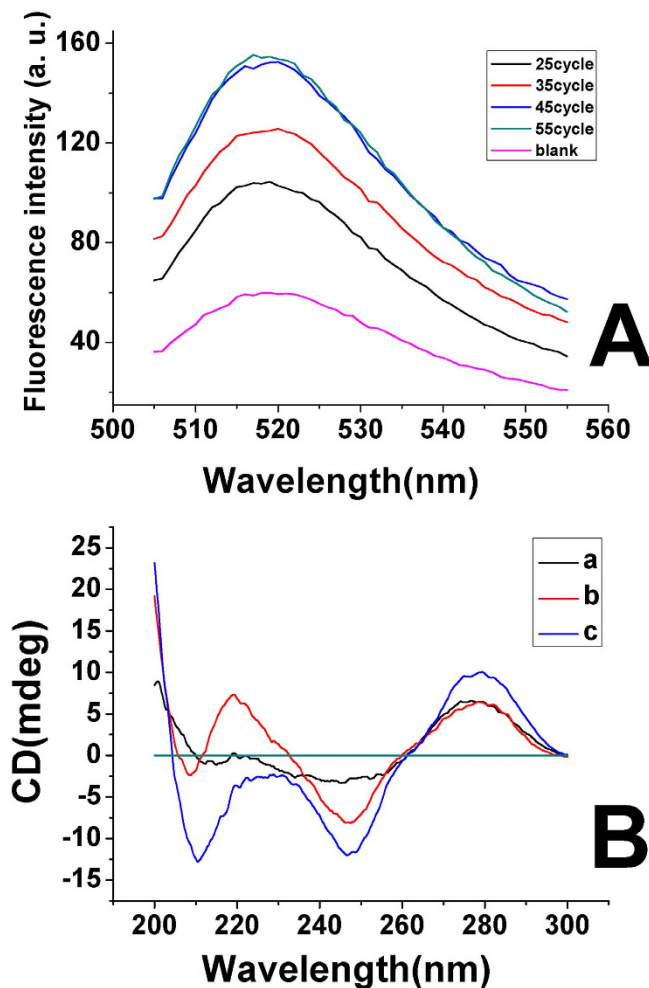 Fluorescence intensity (a. u.)
160
120
80
40
25cycle
35cycle
45cycle
55cycle
blank
A
500 510 520 530 540 550 560
Wavelength(nm)
CD(mdeg)
25
20
15
10
5
0
-5
-10
-15
a
b
c
B
200 220 240 260 280 300
Wavelength(nm)